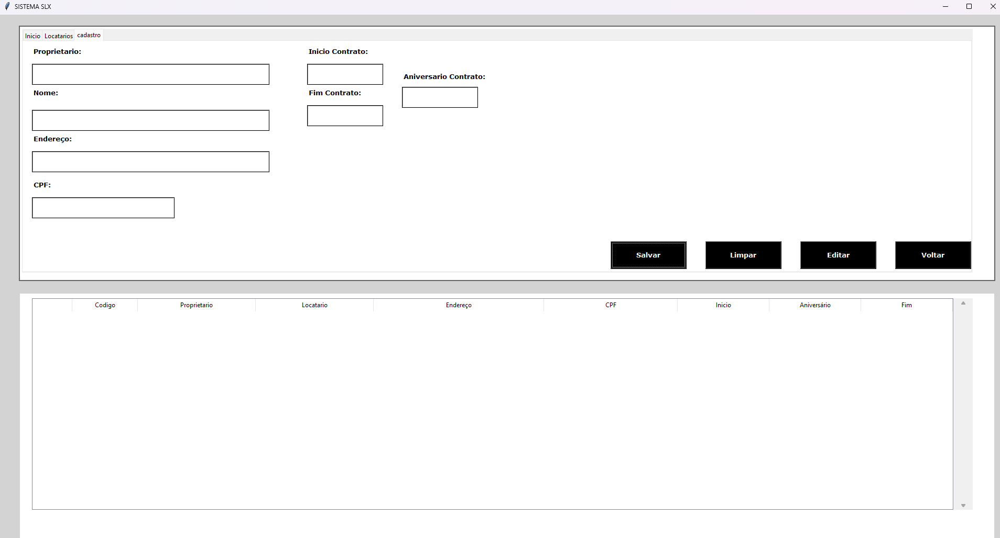 SISTEMA SLX
Inicio Locatarios cadastro
Proprietario:
Inicio Contrato:
Aniversario Contrato:
Nome:
Fim Contrato:
Endereço:
CPF:
Salvar Limpar Editar Voltar
Codigo Proprietario Locatario Endereço CPF Inicio Aniversário Fim